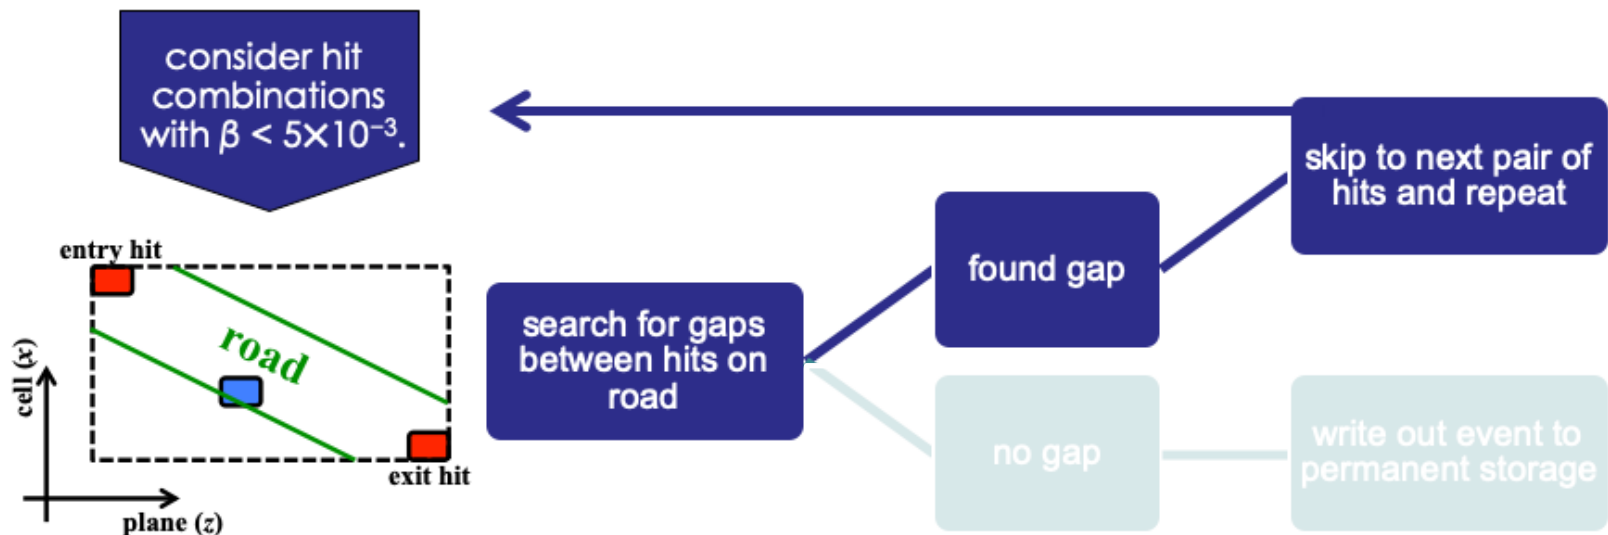 consider hit
combinations
with β < 5×10⁻³.
entry hit
road
cell (x)
exit hit
plane (z)
search for gaps
between hits on
road
found gap
skip to next pair of
hits and repeat
no gap
write out event to
permanent storage